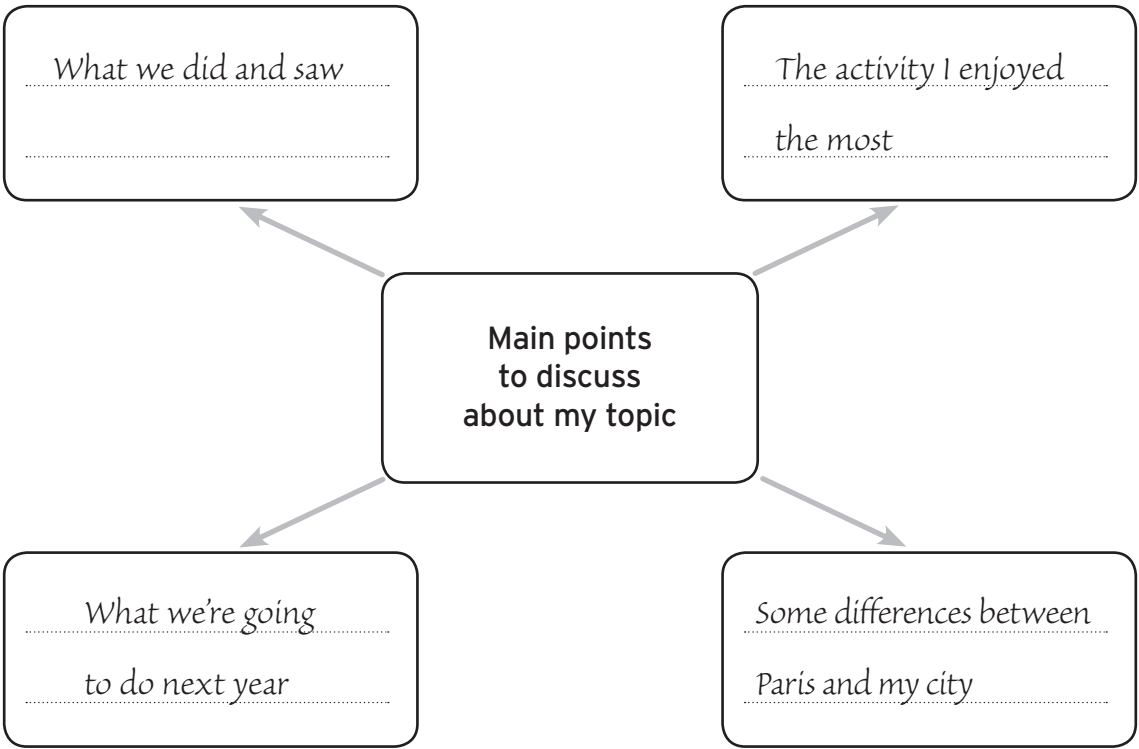 What we did and saw
The activity I enjoyed
the most
Main points
to discuss
about my topic
What we're going
to do next year
Some differences between
Paris and my city